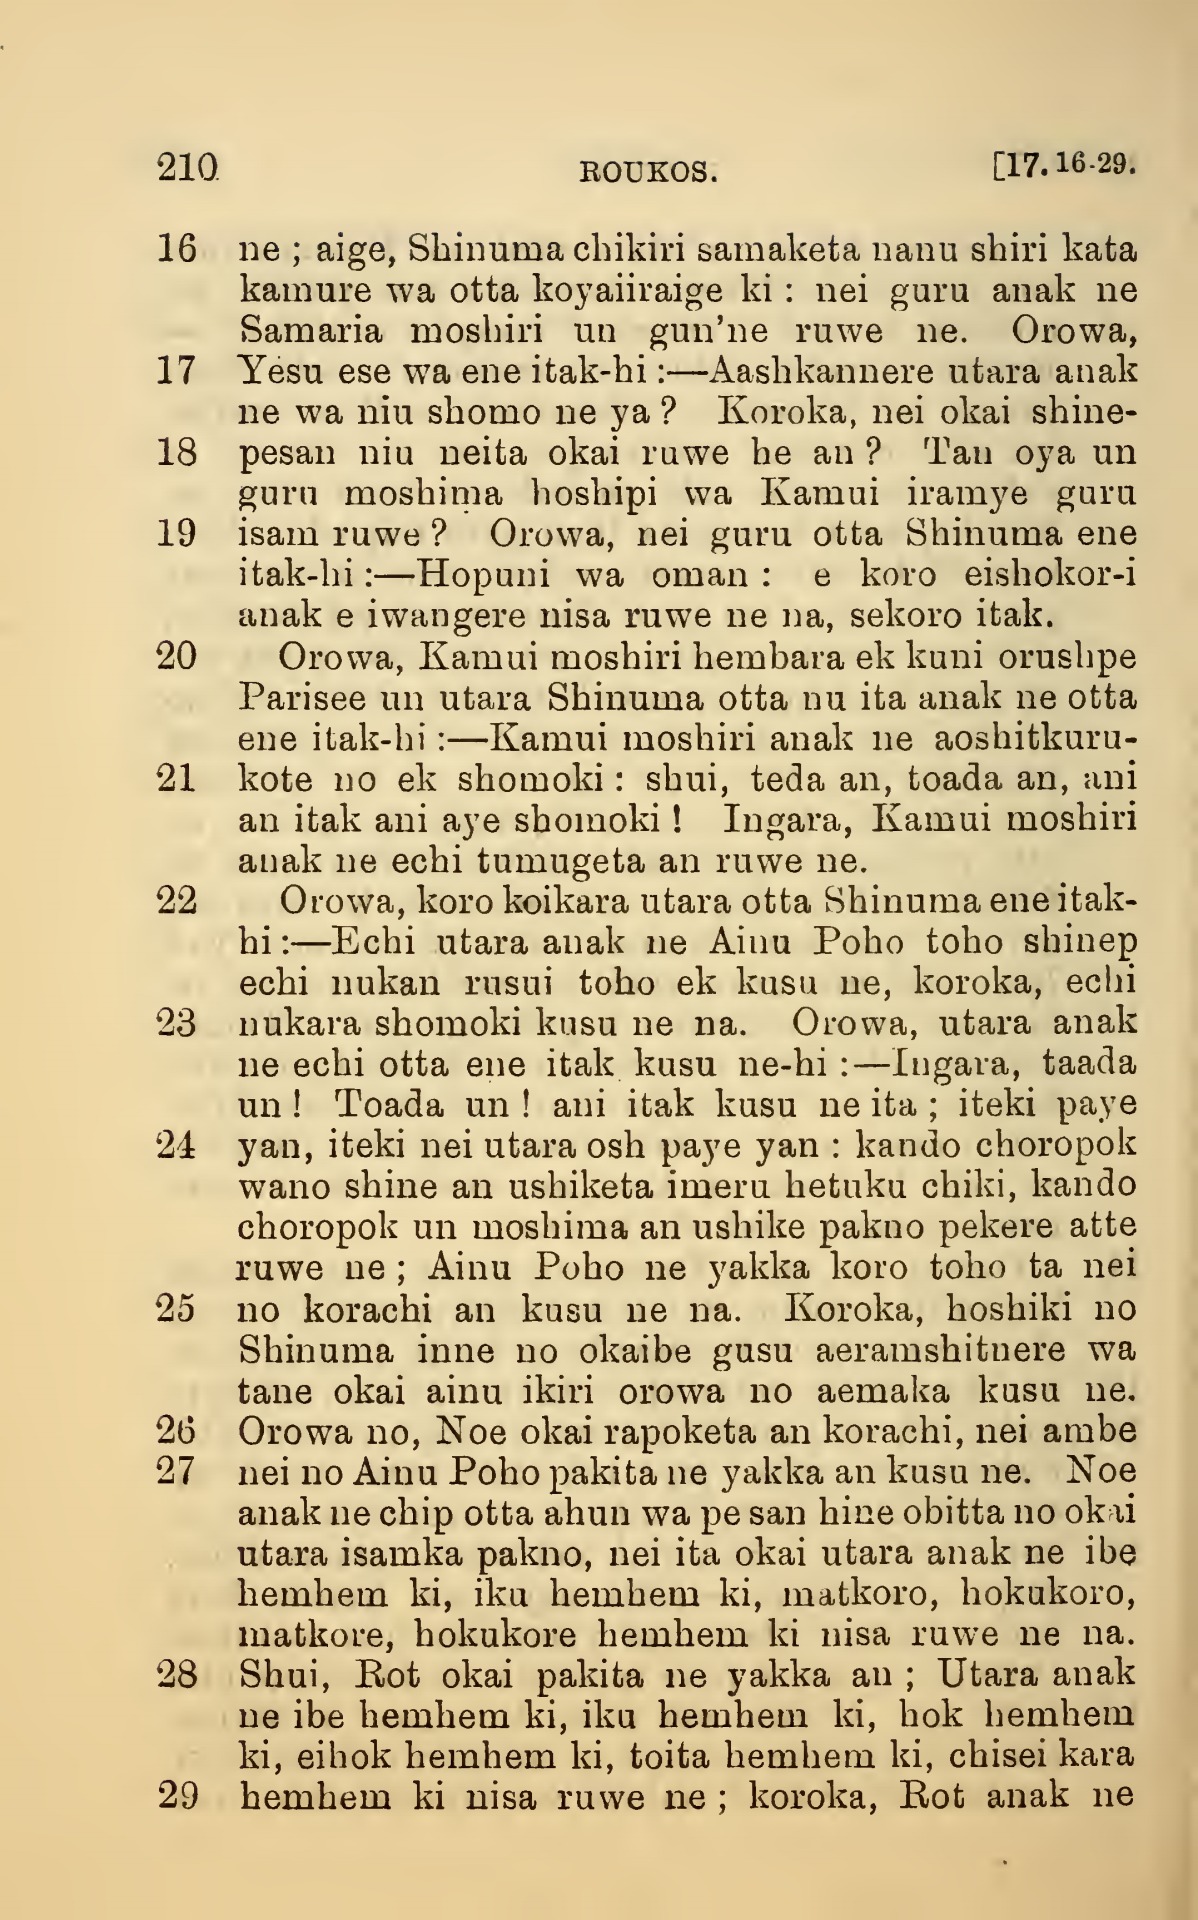 210 ROUKOS. [17. 16-29.
16 ne ; aige, Shinuma chikiri samaketa nanu shiri kata
kamure wa otta koyaiiraige ki : nei guru anak ne
Samaria moshiri un gun'ne ruwe ne. Orowa,
17 Yesu ese wa ene itak-hi :—Aashkannere utara anak
ne wa niu shomo ne ya ? Koroka, nei okai shine-
18 pesan niu neita okai ruwe he an ? Tan oya un
guru moshima hoshipi wa Kamui iramye guru
19 isam ruwe ? Orowa, nei guru otta Shinuma ene
itak-hi :—Hopuni wa oman : e koro eishokor-i
anak e iwangere nisa ruwe ne na, sekoro itak.
20 Orowa, Kamui moshiri hembara ek kuni orushpe
Parisee un utara Shinuma otta nu ita anak ne otta
ene itak-hi :—Kamui moshiri anak ne aoshitkuru-
21 kote no ek shomoki : shui, teda an, toada an, ani
an itak ani aye shomoki ! Ingara, Kamui moshiri
anak ne echi tumugeta an ruwe ne.
22 Orowa, koro koikara utara otta Shinuma ene itak-
hi :—Echi utara anak ne Ainu Poho toho shinep
echi nukan rusui toho ek kusu ne, koroka, echi
23 nukara shomoki kusu ne na. Orowa, utara anak
ne echi otta ene itak kusu ne-hi :—Ingara, taada
un ! Toada un ! ani itak kusu ne ita ; iteki paye
24 yan, iteki nei utara osh paye yan : kando choropok
wano shine an ushiketa imeru hetuku chiki, kando
choropok un moshima an ushike pakno pekere atte
ruwe ne ; Ainu Poho ne yakka koro toho ta nei
25 no korachi an kusu ne na. Koroka, hoshiki no
Shinuma inne no okaibe gusu aeramshitnere wa
tane okai ainu ikiri orowa no aemaka kusu ne.
26 Orowa no, Noe okai rapoketa an korachi, nei ambe
27 nei no Ainu Poho pakita ne yakka an kusu ne. Noe
anak ne chip otta ahun wa pe san hine obitta no okai
utara isamka pakno, nei ita okai utara anak ne ibe
hemhem ki, iku hemhem ki, matkoro, hokukoro,
matkore, hokukore hemhem ki nisa ruwe ne na.
28 Shui, Rot okai pakita ne yakka an ; Utara anak
ne ibe hemhem ki, iku hemhem ki, hok hemhem
ki, eihok hemhem ki, toita hemhem ki, chisei kara
29 hemhem ki nisa ruwe ne ; koroka, Rot anak ne